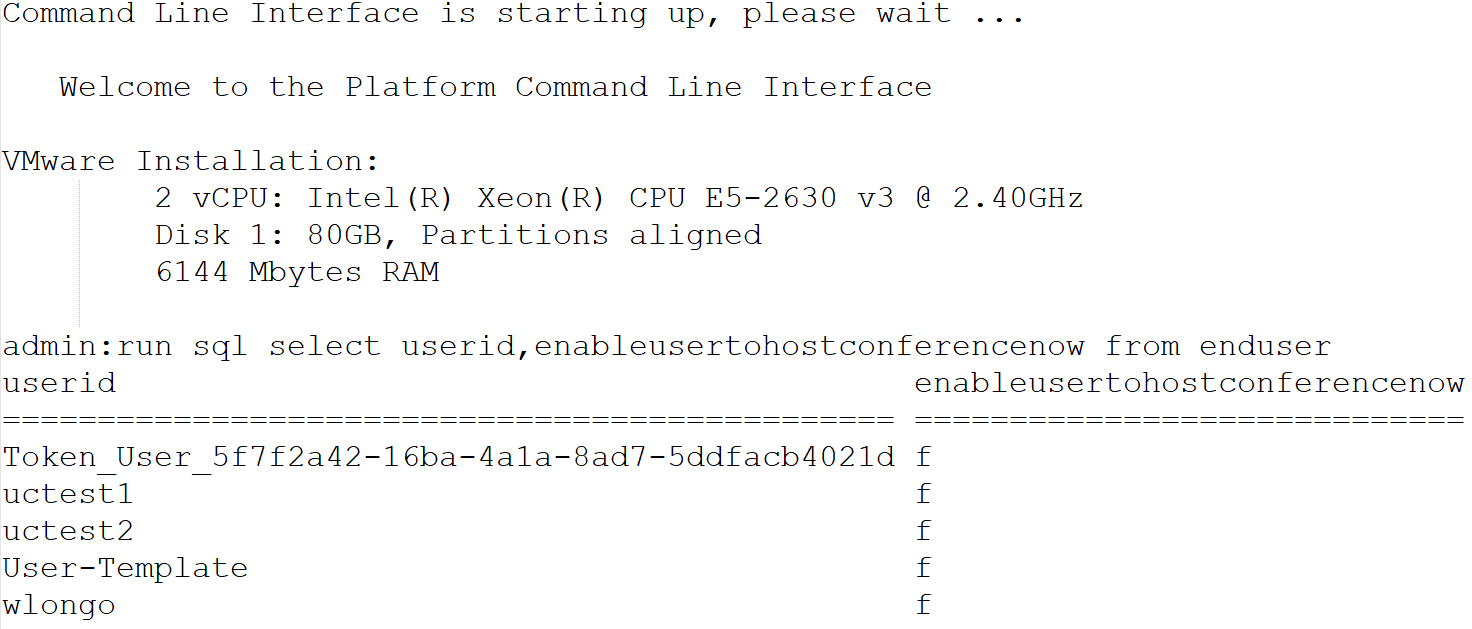 Command Line Interface is starting up, please wait ...
Welcome to the Platform Command Line Interface
VMware Installation:
2 vCPU: Intel(R) Xeon(R) CPU E5-2630 v3 @ 2.40GHz
Disk 1: 80GB, Partitions aligned
6144 Mbytes RAM
admin:run sql select userid,enableusertohostconferencenow from enduser
userid enableusertohostconferencenow
=============================================== =============================
Token_User_5f7f2a42-16ba-4a1a-8ad7-5ddfacb4021d f
uctest1 f
uctest2 f
User-Template f
wlongo f